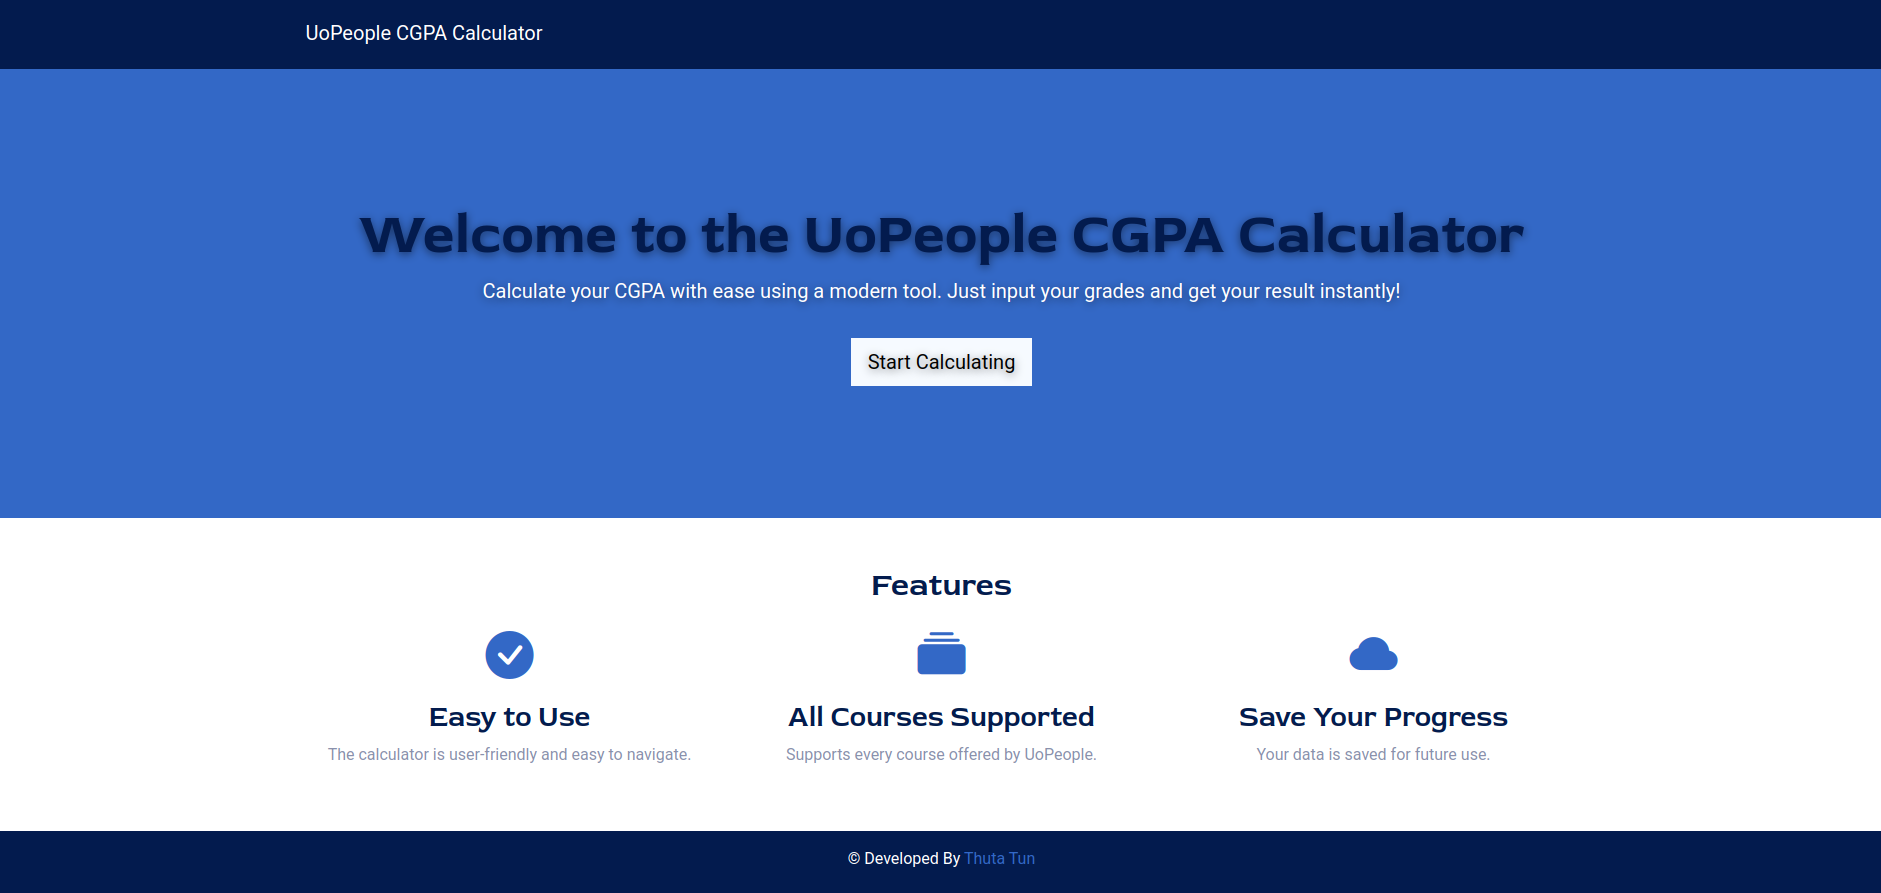 UoPeople CGPA Calculator
Welcome to the UoPeople CGPA Calculator
Calculate your CGPA with ease using a modern tool. Just input your grades and get your result instantly!
Start Calculating
Features
Easy to Use
The calculator is user-friendly and easy to navigate.
All Courses Supported
Supports every course offered by UoPeople.
Save Your Progress
Your data is saved for future use.
© Developed By Thuta Tun